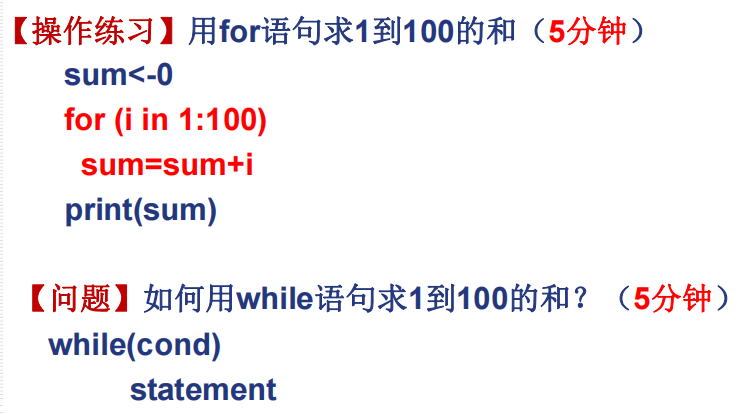 【操作练习】用for语句求1到100的和（5分钟）
sum<-0
for (i in 1:100)
sum=sum+i
print(sum)
【问题】如何用while语句求1到100的和？（5分钟）
while(cond)
statement